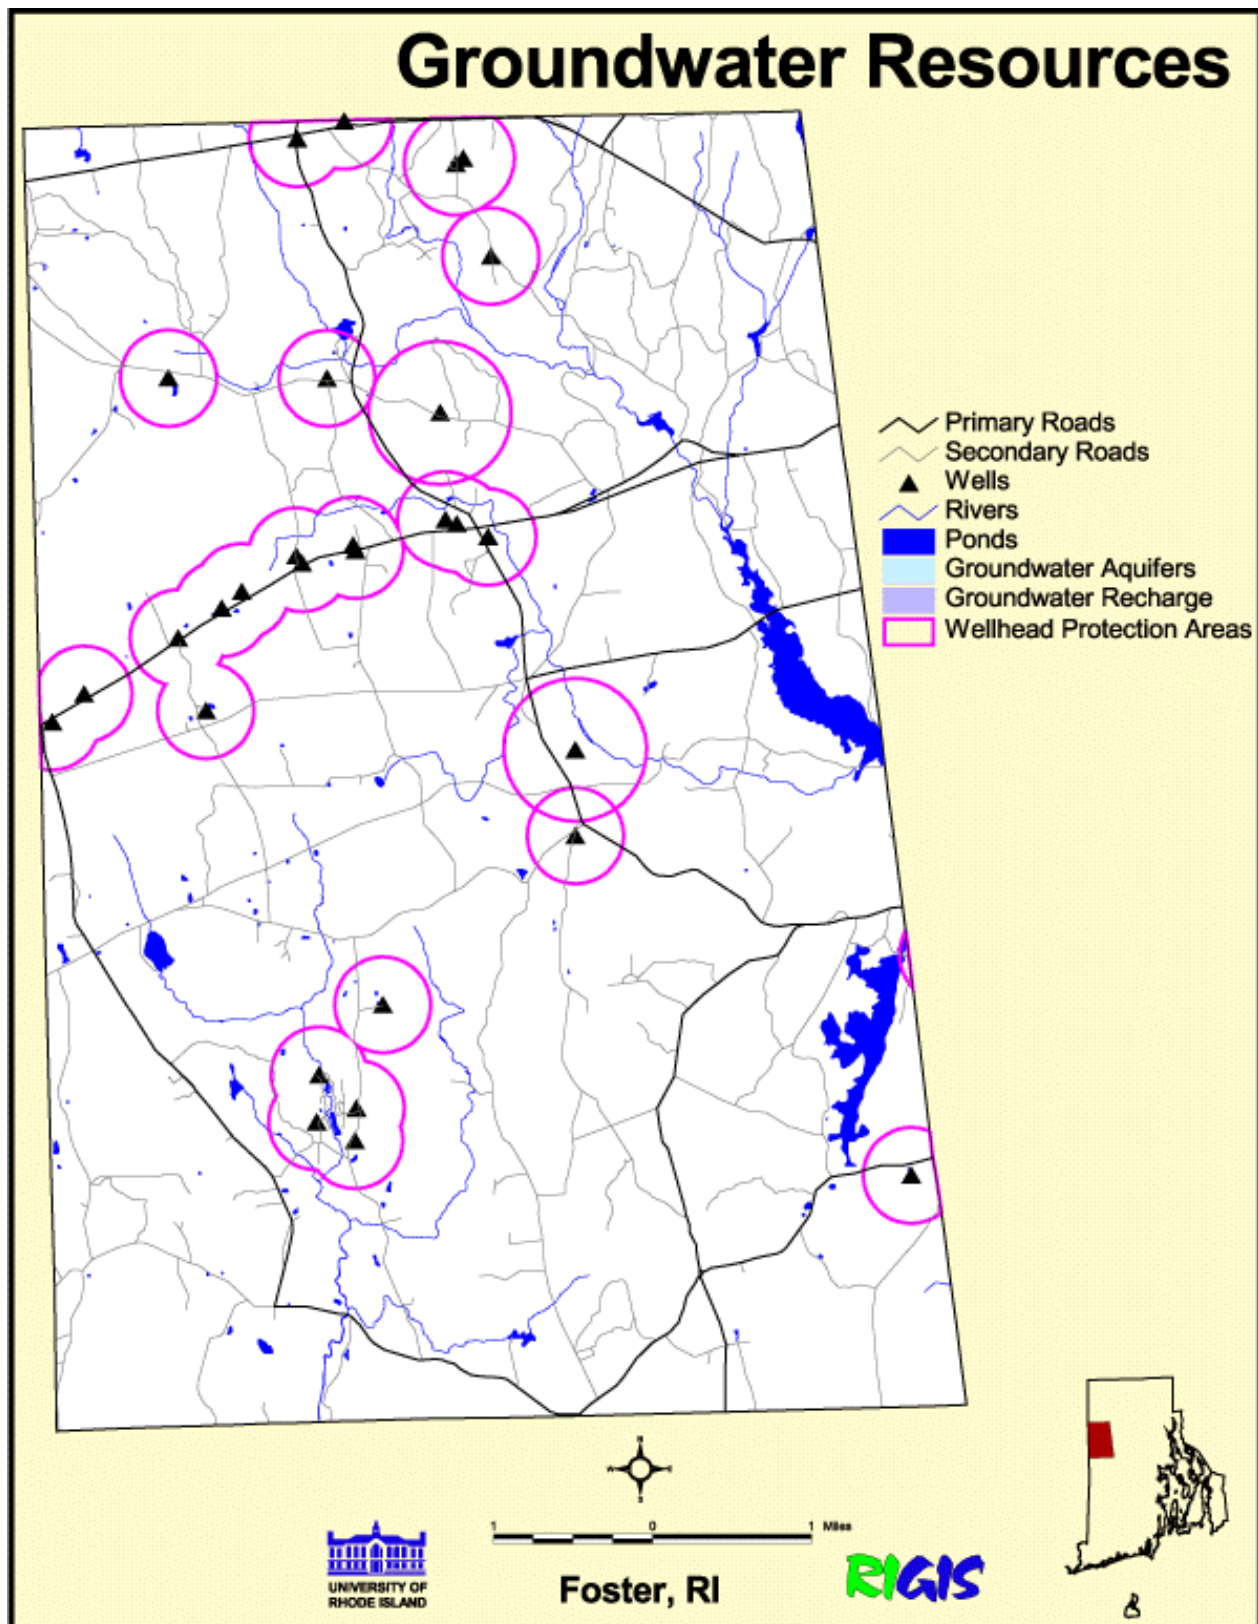 Groundwater Resources
Primary Roads
Secondary Roads
Wells
Rivers
Ponds
Groundwater Aquifers
Groundwater Recharge
Wellhead Protection Areas
N
W E
S
1 0 1 Miles
UNIVERSITY OF
RHODE ISLAND
Foster, RI
RIGIS